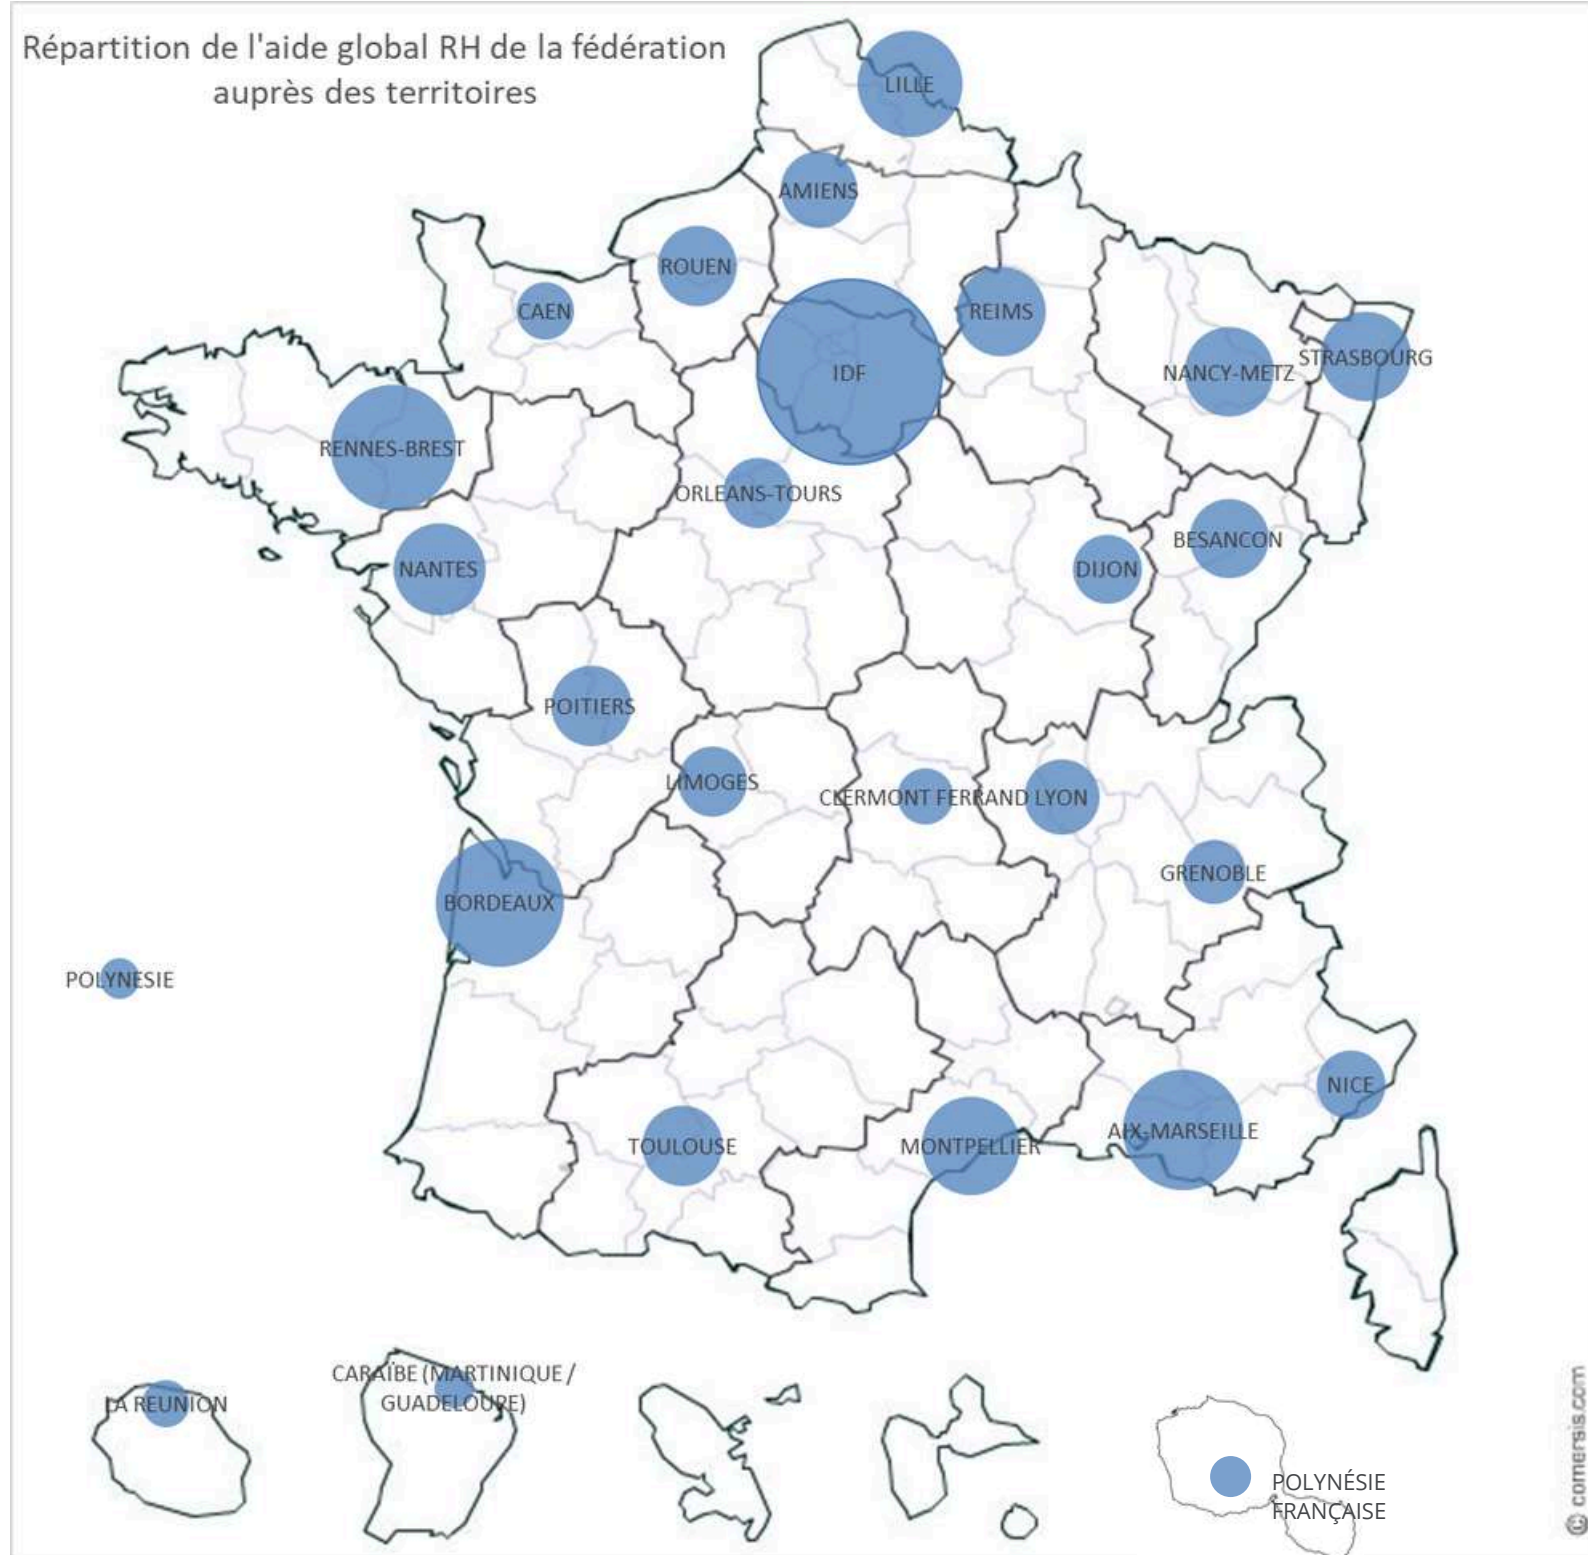 Répartition de l'aide global RH de la fédération
auprès des territoires
LILLE
AMIENS
ROUEN
CAEN
REIMS
IDF
STRASBOURG
NANCY-METZ
RENNES-BREST
ORLEANS-TOURS
BESANCON
NANTES
DIJON
POITIERS
LIMOGES
CLERMONT FERRAND
LYON
GRENOBLE
BORDEAUX
POLYNESIE
NICE
AIX-MARSEILLE
TOULOUSE
MONTPELLIER
LA REUNION
CARAÏBE (MARTINIQUE /
GUADELOUPE)
POLYNÉSIE
FRANÇAISE
© comersis.com